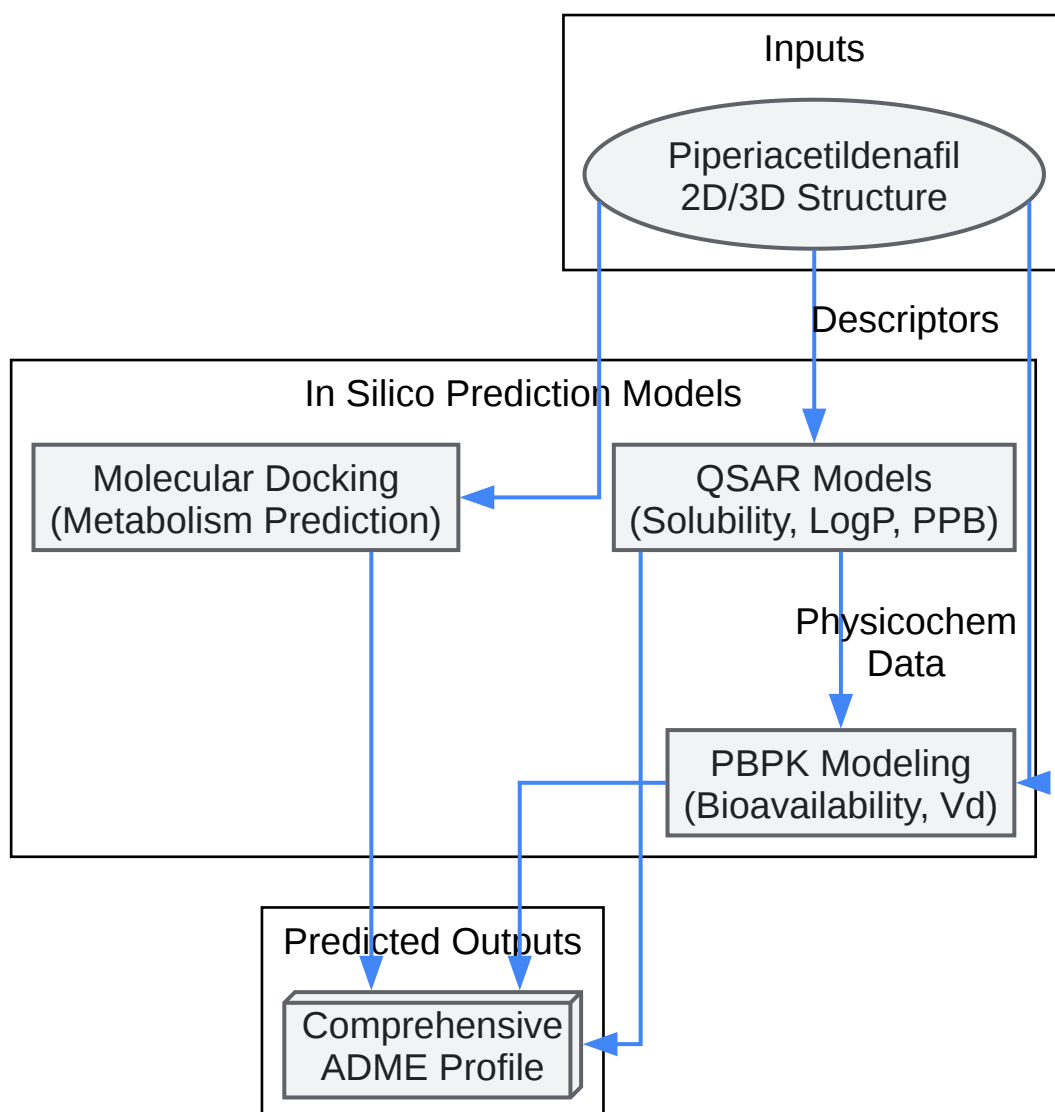 Inputs
Piperiacetildenafil
2D/3D Structure
Descriptors
In Silico Prediction Models
Molecular Docking
(Metabolism Prediction)
QSAR Models
(Solubility, LogP, PPB)
Physicochem
Data
PBPK Modeling
(Bioavailability, Vd)
Predicted Outputs
Comprehensive
ADME Profile